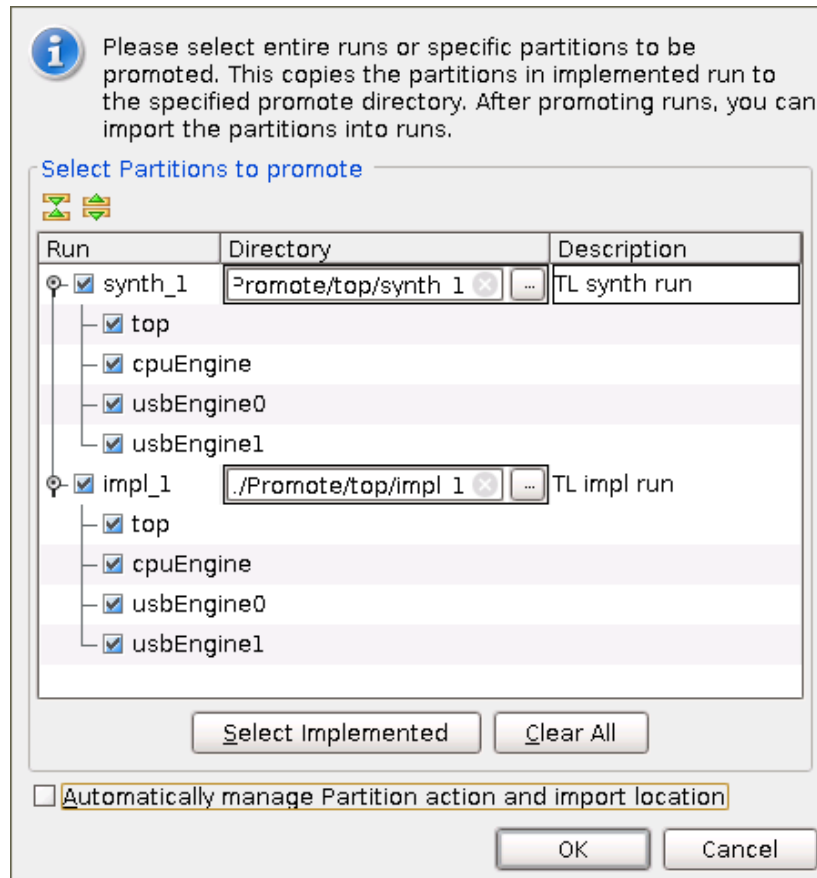 Please select entire runs or specific partitions to be
promoted. This copies the partitions in implemented run to
the specified promote directory. After promoting runs, you can
import the partitions into runs.
Select Partitions to promote
Run Directory Description
synth_1 Promote/top/synth_1 ... TL synth run
top
cpuEngine
usbEngine0
usbEngine1
impl_1 ./Promote/top/impl_1 ... TL impl run
top
cpuEngine
usbEngine0
usbEngine1
Select Implemented Clear All
Automatically manage Partition action and import location
OK Cancel